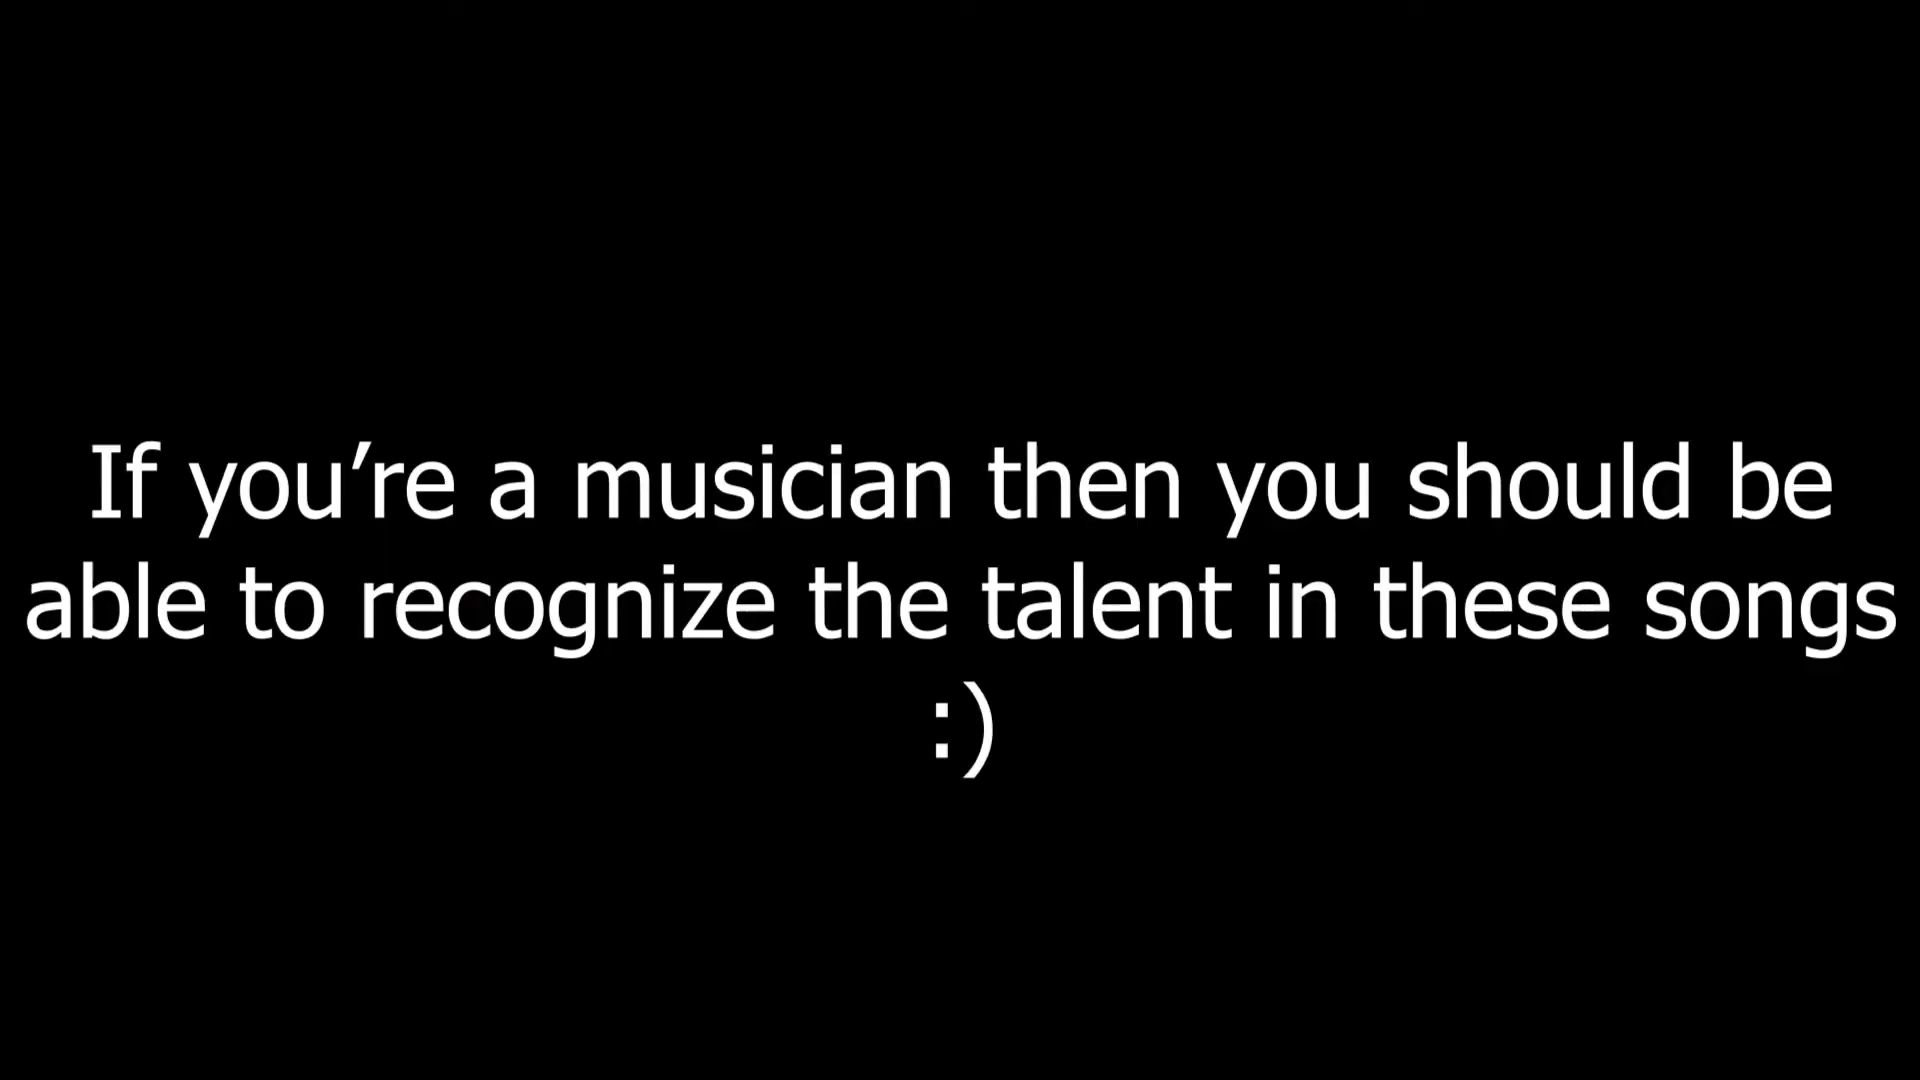 If you’re a musician then you should be
able to recognize the talent in these songs
:)